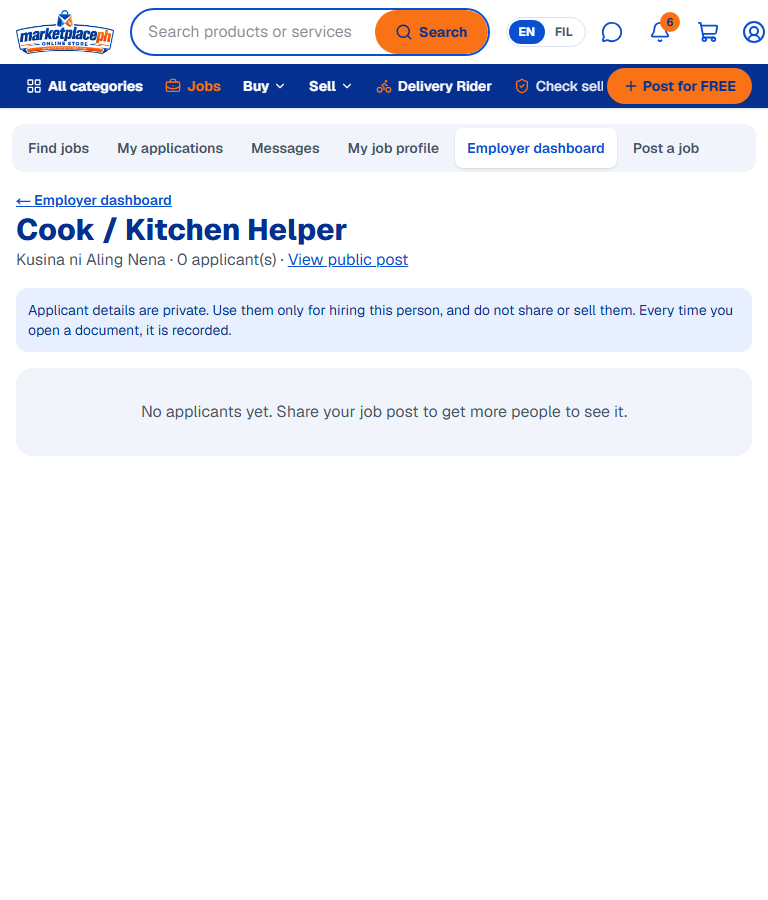 marketplaceph
ONLINE STORE
Search products or services
Search
EN FIL
6
All categories
Jobs
Buy
Sell
Delivery Rider
Check sell
+ Post for FREE
Find jobs
My applications
Messages
My job profile
Employer dashboard
Post a job
← Employer dashboard
Cook / Kitchen Helper
Kusina ni Aling Nena · 0 applicant(s) · View public post
Applicant details are private. Use them only for hiring this person, and do not share or sell them. Every time you
open a document, it is recorded.
No applicants yet. Share your job post to get more people to see it.